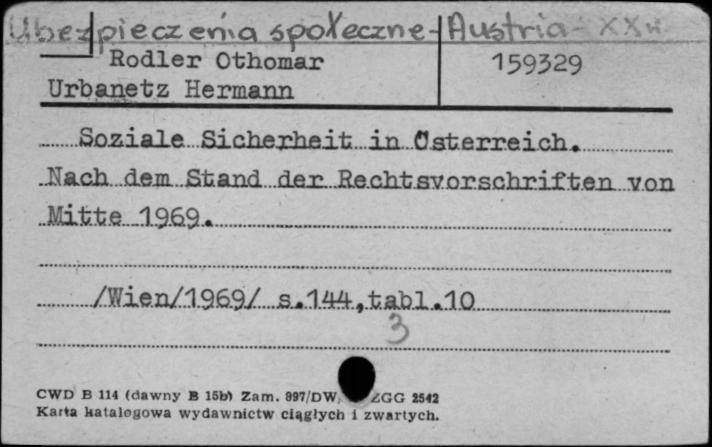 Ubezpieczenia społeczne - Austria - XX w
Rodler Othomar 159329
Urbanetz Hermann
Soziale Sicherheit in Österreich.
Nach dem Stand der Rechtsvorschriften von
Mitte 1969.
/Wien/1969/ s.144,tabl.10
3
CWD B 114 (dawny B 15b) Zam. 997/DW. ZGG 2542
Karta katalogowa wydawnictw ciągłych i zwartych.